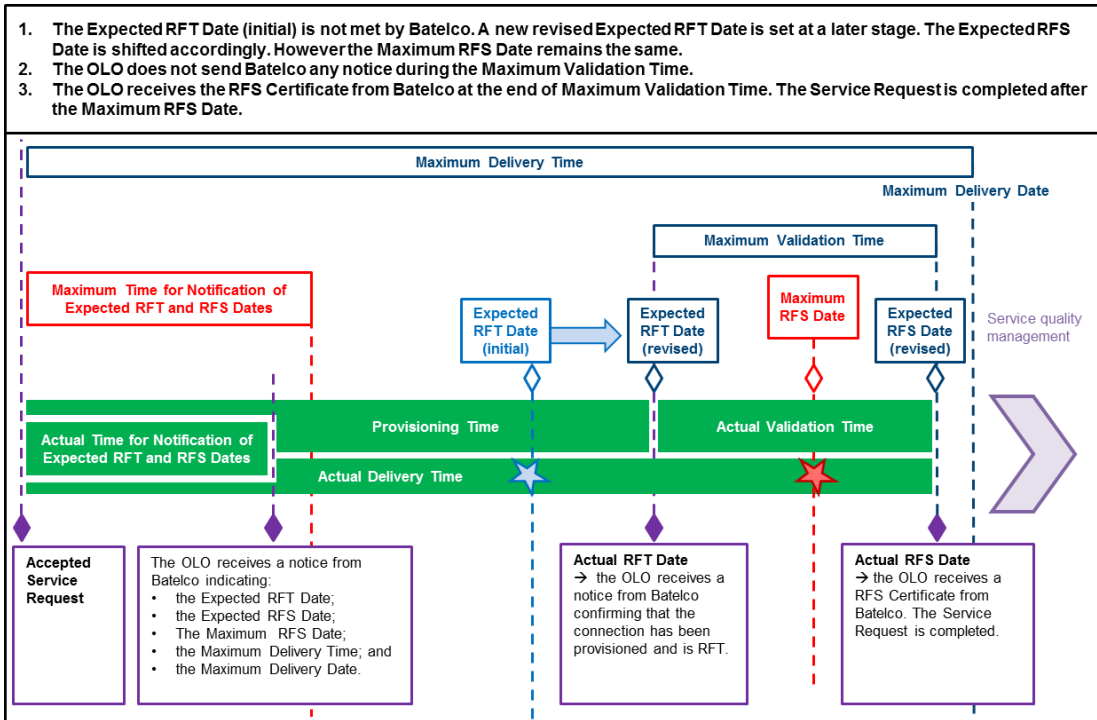 1. The Expected RFT Date (initial) is not met by Batelco. A new revised Expected RFT Date is set at a later stage. The Expected RFS
Date is shifted accordingly. However the Maximum RFS Date remains the same.
2. The OLO does not send Batelco any notice during the Maximum Validation Time.
3. The OLO receives the RFS Certificate from Batelco at the end of Maximum Validation Time. The Service Request is completed after
the Maximum RFS Date.
Maximum Delivery Time
Maximum Delivery Date
Maximum Validation Time
Maximum Time for Notification of
Expected RFT and RFS Dates
Expected
RFT Date
(initial)
Expected
RFT Date
(revised)
Maximum
RFS Date
Expected
RFS Date
(revised)
Service quality
management
Actual Time for Notification of
Expected RFT and RFS Dates
Provisioning Time
Actual Validation Time
Actual Delivery Time
Accepted
Service
Request
The OLO receives a notice from
Batelco indicating:
• the Expected RFT Date;
• the Expected RFS Date;
• The Maximum RFS Date;
• the Maximum Delivery Time; and
• the Maximum Delivery Date.
Actual RFT Date
→ the OLO receives a
notice from Batelco
confirming that the
connection has been
provisioned and is RFT.
Actual RFS Date
→ the OLO receives a
RFS Certificate from
Batelco. The Service
Request is completed.